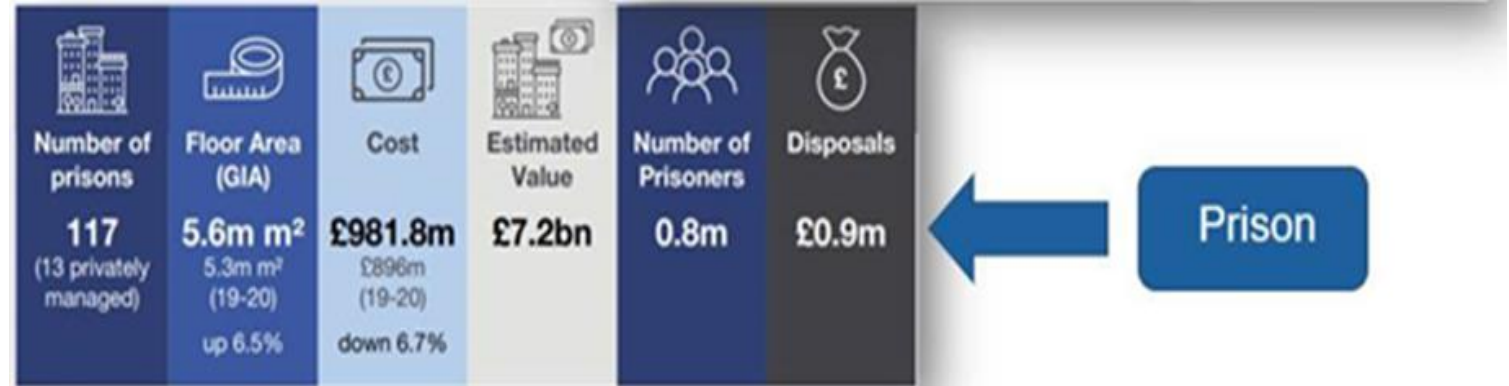 Number of
prisons
117
(13 privately
managed)
Floor Area
(GIA)
5.6m m²
5.3m m²
(19-20)
up 6.5%
Cost
£981.8m
£896m
(19-20)
down 6.7%
Estimated
Value
£7.2bn
Number of
Prisoners
0.8m
Disposals
£0.9m
Prison